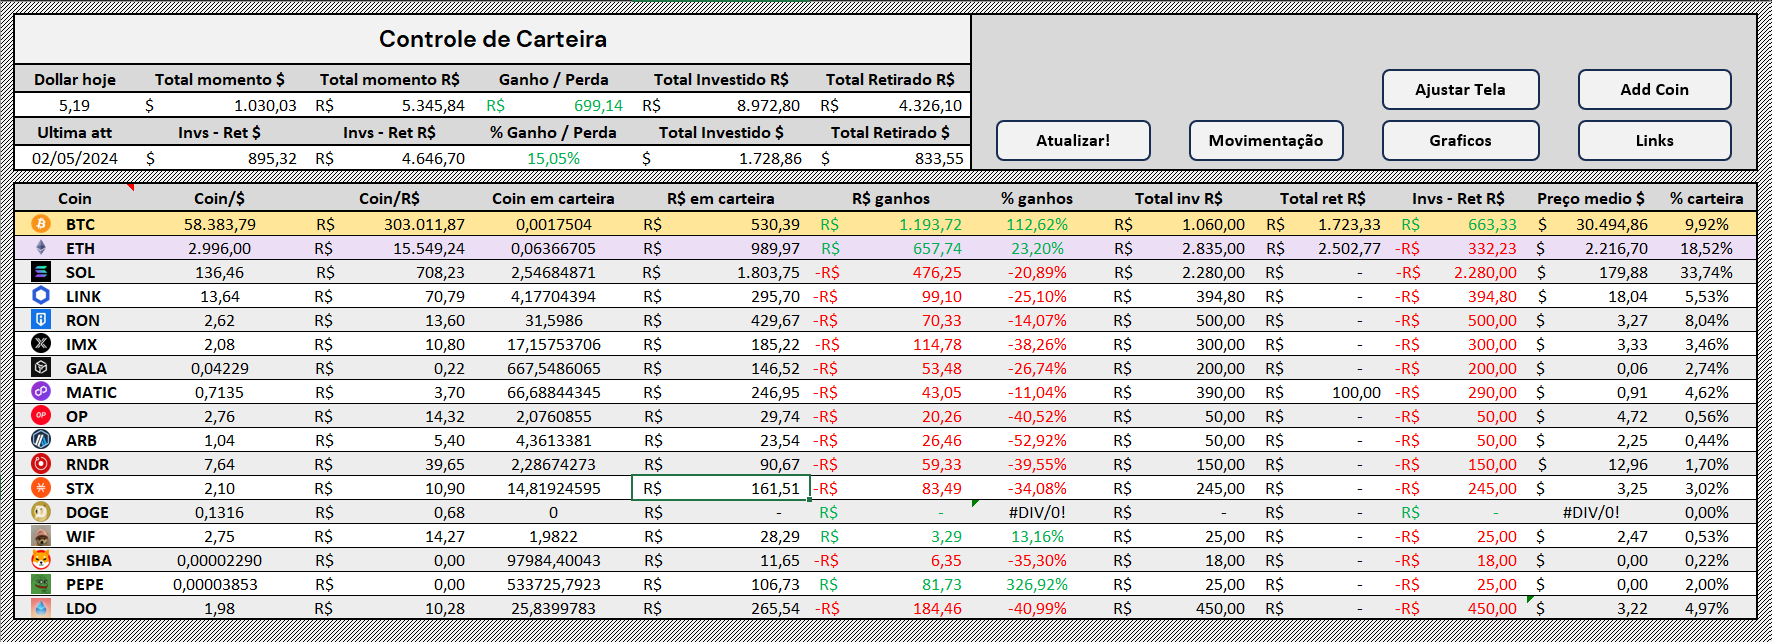 Controle de Carteira
Dollar hoje Total momento $ Total momento R$ Ganho / Perda Total Investido R$ Total Retirado R$
5,19 $ 1.030,03 R$ 5.345,84 R$ 699,14 R$ 8.972,80 R$ 4.326,10
Ultima att Invs - Ret $ Invs - Ret R$ % Ganho / Perda Total Investido $ Total Retirado $
02/05/2024 $ 895,32 R$ 4.646,70 15,05% $ 1.728,86 $ 833,55
Ajustar Tela Add Coin
Atualizar! Movimentação Graficos Links
Coin Coin/$ Coin/R$ Coin em carteira R$ em carteira R$ ganhos % ganhos Total inv R$ Total ret R$ Invs - Ret R$ Preço medio $ % carteira
BTC 58.383,79 R$ 303.011,87 0,0017504 R$ 530,39 R$ 1.193,72 112,62% R$ 1.060,00 R$ 1.723,33 R$ 663,33 $ 30.494,86 9,92%
ETH 2.996,00 R$ 15.549,24 0,06366705 R$ 989,97 R$ 657,74 23,20% R$ 2.835,00 R$ 2.502,77 -R$ 332,23 $ 2.216,70 18,52%
SOL 136,46 R$ 708,23 2,54684871 R$ 1.803,75 -R$ 476,25 -20,89% R$ 2.280,00 R$ - -R$ 2.280,00 $ 179,88 33,74%
LINK 13,64 R$ 70,79 4,17704394 R$ 295,70 -R$ 99,10 -25,10% R$ 394,80 R$ - -R$ 394,80 $ 18,04 5,53%
RON 2,62 R$ 13,60 31,5986 R$ 429,67 -R$ 70,33 -14,07% R$ 500,00 R$ - -R$ 500,00 $ 3,27 8,04%
IMX 2,08 R$ 10,80 17,15753706 R$ 185,22 -R$ 114,78 -38,26% R$ 300,00 R$ - -R$ 300,00 $ 3,33 3,46%
GALA 0,04229 R$ 0,22 667,5486065 R$ 146,52 -R$ 53,48 -26,74% R$ 200,00 R$ - -R$ 200,00 $ 0,06 2,74%
MATIC 0,7135 R$ 3,70 66,68844345 R$ 246,95 -R$ 43,05 -11,04% R$ 390,00 R$ 100,00 -R$ 290,00 $ 0,91 4,62%
OP OP 2,76 R$ 14,32 2,0760855 R$ 29,74 -R$ 20,26 -40,52% R$ 50,00 R$ - -R$ 50,00 $ 4,72 0,56%
ARB 1,04 R$ 5,40 4,3613381 R$ 23,54 -R$ 26,46 -52,92% R$ 50,00 R$ - -R$ 50,00 $ 2,25 0,44%
RNDR 7,64 R$ 39,65 2,28674273 R$ 90,67 -R$ 59,33 -39,55% R$ 150,00 R$ - -R$ 150,00 $ 12,96 1,70%
STX 2,10 R$ 10,90 14,81924595 R$ 161,51 -R$ 83,49 -34,08% R$ 245,00 R$ - -R$ 245,00 $ 3,25 3,02%
DOGE 0,1316 R$ 0,68 0 R$ - R$ - #DIV/0! R$ - R$ - R$ - #DIV/0! 0,00%
WIF 2,75 R$ 14,27 1,9822 R$ 28,29 R$ 3,29 13,16% R$ 25,00 R$ - -R$ 25,00 $ 2,47 0,53%
SHIBA 0,00002290 R$ 0,00 97984,40043 R$ 11,65 -R$ 6,35 -35,30% R$ 18,00 R$ - -R$ 18,00 $ 0,00 0,22%
PEPE 0,00003853 R$ 0,00 533725,7923 R$ 106,73 R$ 81,73 326,92% R$ 25,00 R$ - -R$ 25,00 $ 0,00 2,00%
LDO 1,98 R$ 10,28 25,8399783 R$ 265,54 -R$ 184,46 -40,99% R$ 450,00 R$ - -R$ 450,00 $ 3,22 4,97%